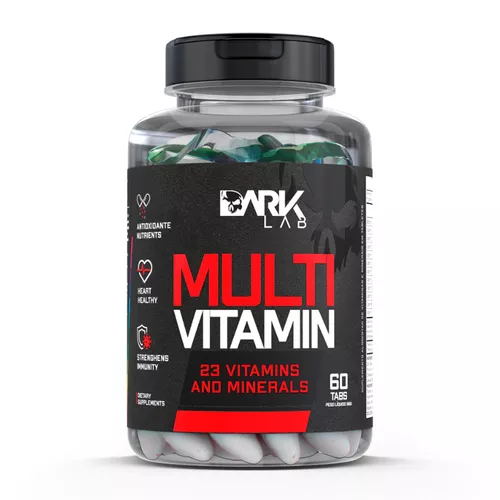 DARK
LAB
MULTI
VITAMIN
23 VITAMINS
AND MINERALS
60
TABS
ANTIOXIDANTE
NUTRIENTS
HEART
HEALTHY
STRENGHENS
IMMUNITY
DIETARY
SUPPLEMENTS